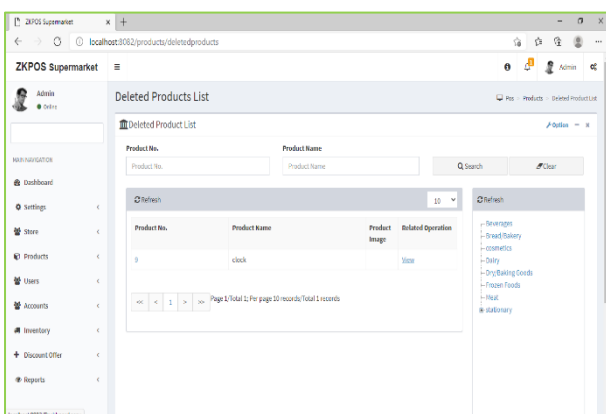 ZKPOS Supermarket
localhost:8082/products/deletedproducts
ZKPOS Supermarket
Admin
Admin
Online
Deleted Products List
Pos > Products > Deleted Product List
Deleted Product List
Option
Product No.
Product Name
Product No.
Product Name
Search
Clear
MAIN NAVIGATION
Dashboard
Settings
Store
Products
Users
Accounts
Inventory
Discount Offer
Reports
Refresh
10
Product No.
Product Name
Product Image
Related Operation
9
clock
<< < 1 > >> Page 1/Total 1; Per page 10 records/Total 1 records
Refresh
Beverages
Bread/Bakery
cosmetics
Dairy
Dry/Baking Goods
Frozen Foods
Meat
stationary